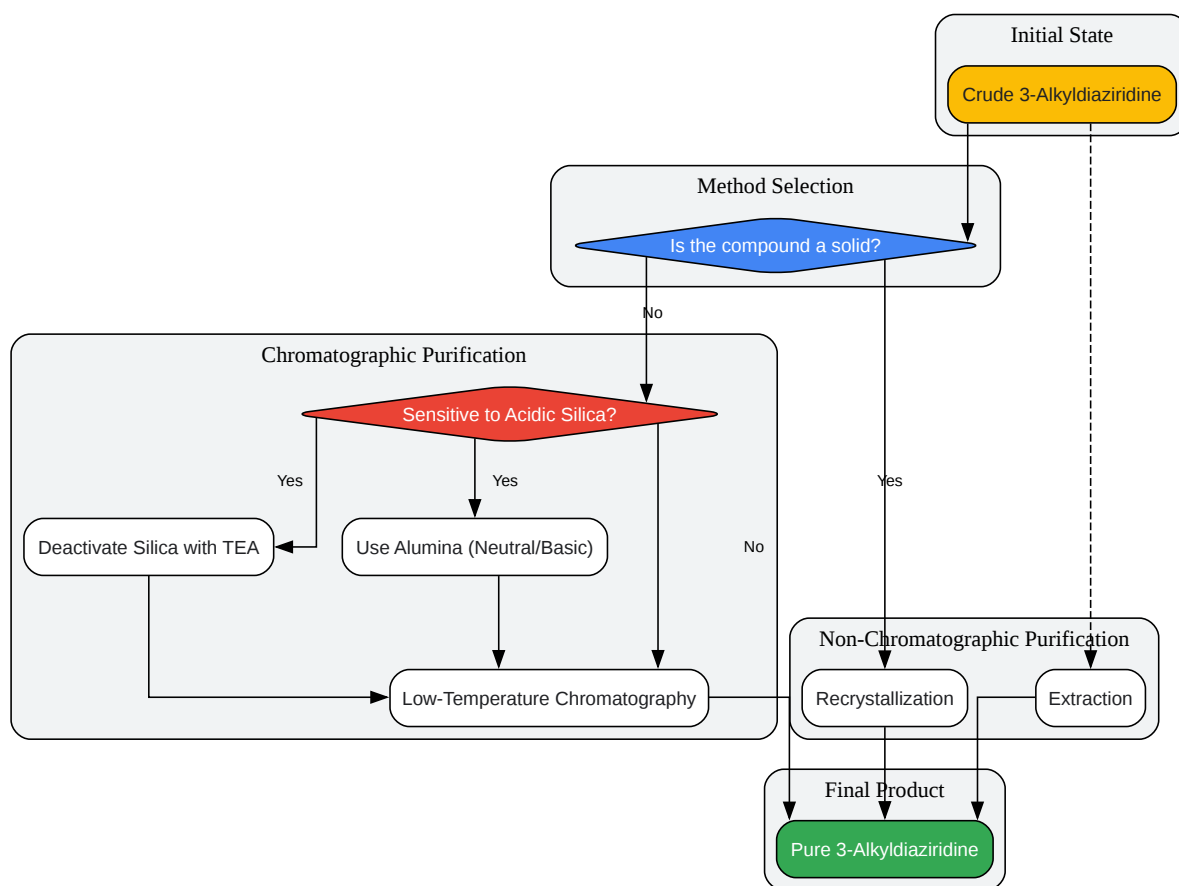 Initial State
Crude 3-Alkyldiaziridine
Method Selection
Is the compound a solid?
No
Chromatographic Purification
Sensitive to Acidic Silica?
Yes
Yes
Yes
Deactivate Silica with TEA
Use Alumina (Neutral/Basic)
No
Non-Chromatographic Purification
Low-Temperature Chromatography
Recrystallization
Extraction
Final Product
Pure 3-Alkyldiaziridine